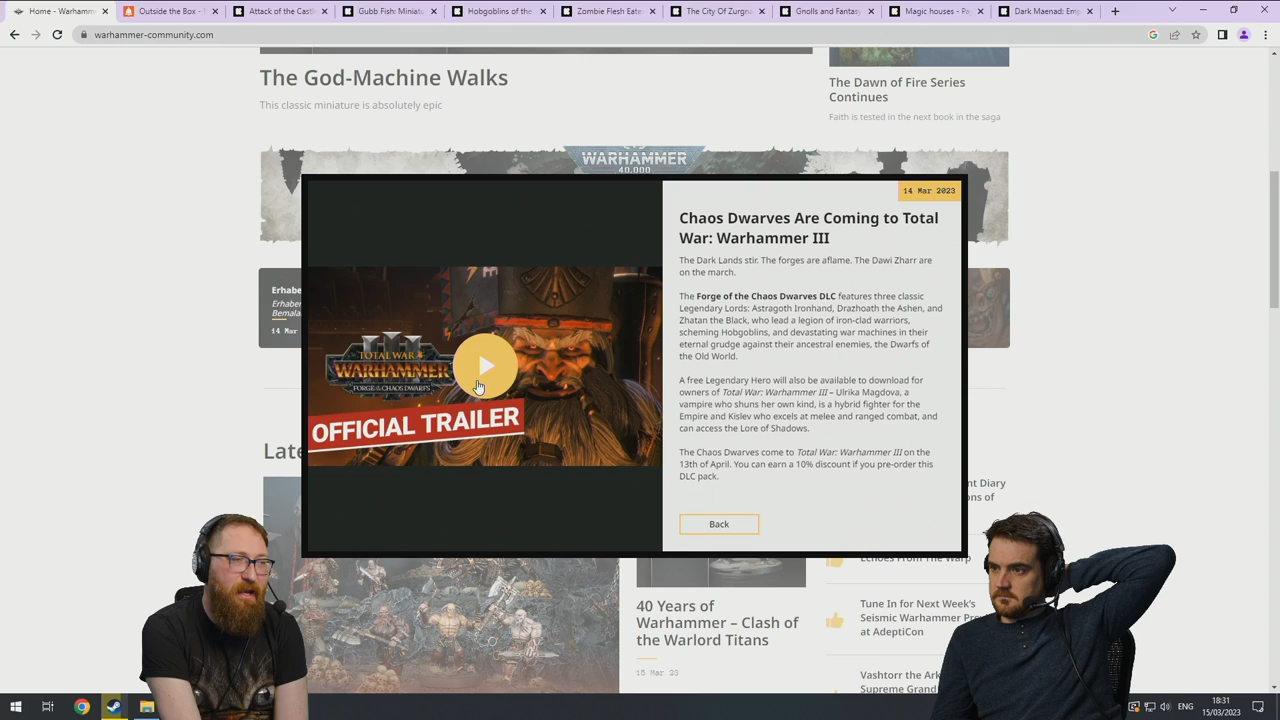 Home - W
Outside the Box -
Attack of the Cast
Gubb Fish: Miniatu
Hobgoblins of the
Zombie Flesh Eate
The City Of Zurgn
Gnolls and Fantas
Magic houses - Pa
Dark Maenad: Emp
warhammer-community.com
The God-Machine Walks
This classic miniature is absolutely epic
The Dawn of Fire Series
Continues
Faith is tested in the next book in the saga
WARHAMMER
40,000
14 Mar 2023
Chaos Dwarves Are Coming to Total
War: Warhammer III
The Dark Lands stir. The forges are aflame. The Dawi Zharr are
on the march.
The Forge of the Chaos Dwarves DLC features three classic
Legendary Lords: Astragoth Ironhand, Drazhoath the Ashen, and
Zhatan the Black, who lead a legion of iron-clad warriors,
scheming Hobgoblins, and devastating war machines in their
eternal grudge against their ancestral enemies, the Dwarfs of
the Old World.
A free Legendary Hero will also be available to download for
owners of Total War: Warhammer III – Ulrika Magdova, a
vampire who shuns her own kind, is a hybrid fighter for the
Empire and Kislev who excels at melee and ranged combat, and
can access the Lore of Shadows.
The Chaos Dwarves come to Total War: Warhammer III on the
13th of April. You can earn a 10% discount if you pre-order this
DLC pack.
Back
Erhabe
Erhaber
Bemala
14 Mar
TOTAL WAR
WARHAMMER
III
FORGE OF THE CHAOS DWARVES
OFFICIAL TRAILER
Late
40 Years of
Warhammer – Clash of
the Warlord Titans
15 Mar 23
nt Diary
ons of
Echoes From The Warp
Tune In for Next Week's
Seismic Warhammer Pre
at AdeptiCon
Vashtorr the Ark
Supreme Grand
ENG
18:31
15/03/2023